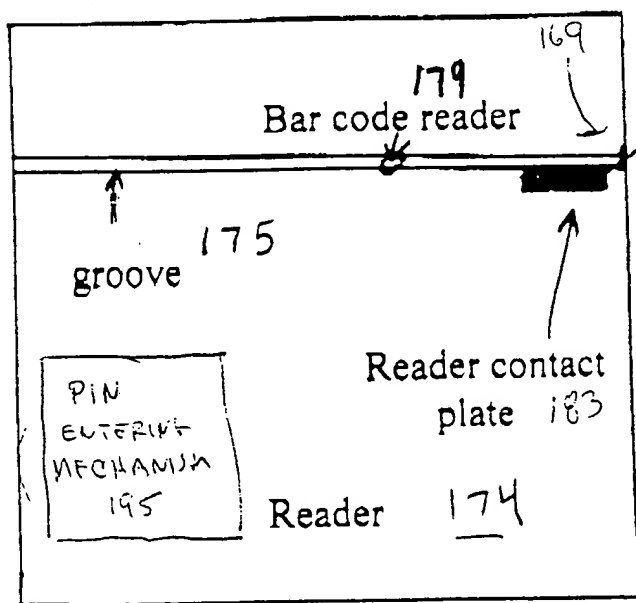 169
179
Bar code reader
175
groove
Reader contact
plate 183
PIN
ENTERING
MECHANISM
195
Reader 174